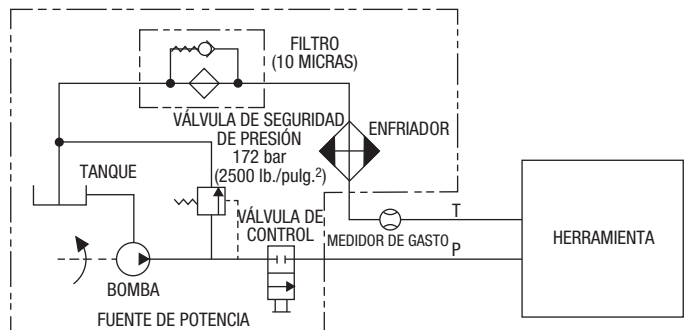 FILTRO
(10 MICRAS)
VÁLVULA DE SEGURIDAD
DE PRESIÓN
172 bar
(2500 lb./pulg.²)
ENFRIADOR
TANQUE
VÁLVULA DE
CONTROL
MEDIDOR DE GASTO
T
P
HERRAMIENTA
BOMBA
FUENTE DE POTENCIA